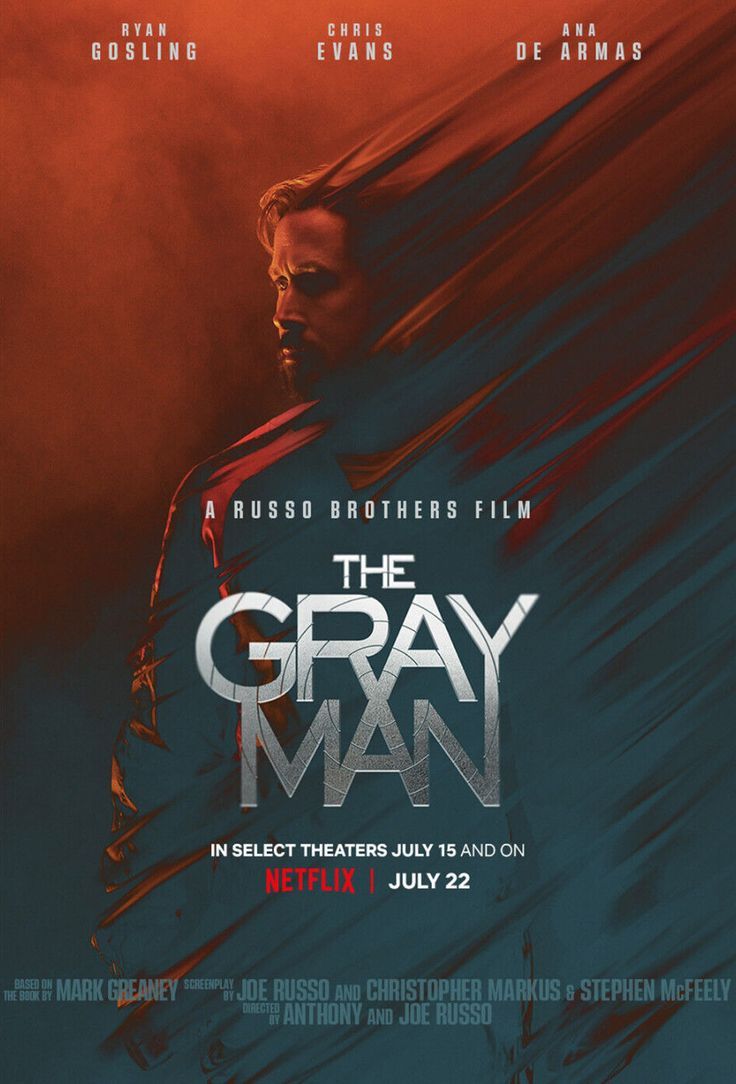 RYAN CHRIS ANA
GOSLING EVANS DE ARMAS
A RUSSO BROTHERS FILM
THE
GRAY
MAN
IN SELECT THEATERS JULY 15 AND ON
NETFLIX | JULY 22
BASED ON THE BOOK BY MARK GREANEY SCREENPLAY BY JOE RUSSO AND CHRISTOPHER MARKUS & STEPHEN McFEELY
DIRECTED BY ANTHONY AND JOE RUSSO